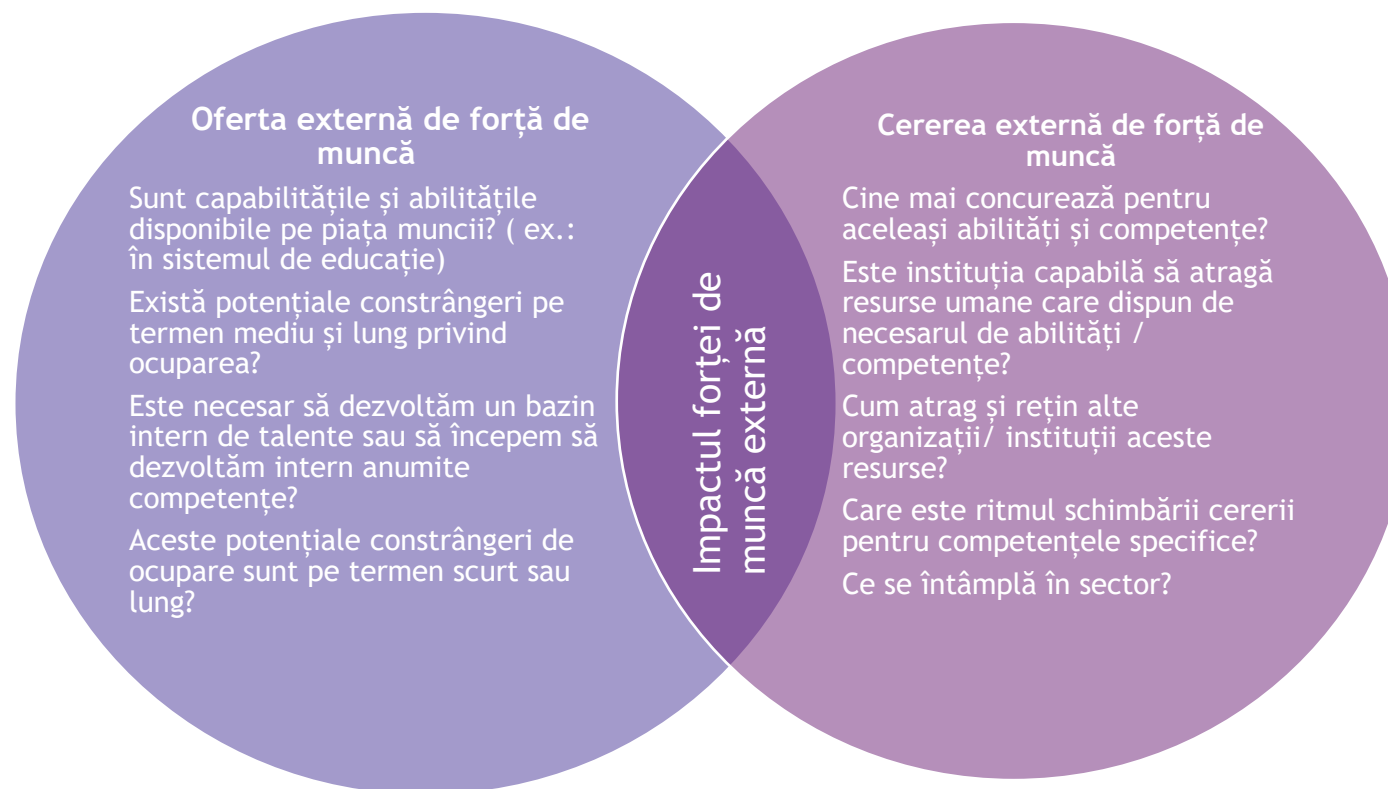 Oferta externă de forță de
muncă
Sunt capabilitățile și abilitățile
disponibile pe piața muncii? ( ex.:
în sistemul de educație)
Există potențiale constrângeri pe
termen mediu și lung privind
ocuparea?
Este necesar să dezvoltăm un bazin
intern de talente sau să începem să
dezvoltăm intern anumite
competențe?
Aceste potențiale constrângeri de
ocupare sunt pe termen scurt sau
lung?
Impactul forței de
muncă externă
Cererea externă de forță de
muncă
Cine mai concurează pentru
aceleași abilități și competențe?
Este instituția capabilă să atragă
resurse umane care dispun de
necesarul de abilități /
competențe?
Cum atrag și rețin alte
organizații/ instituții aceste
resurse?
Care este ritmul schimbării cererii
pentru competențele specifice?
Ce se întâmplă în sector?